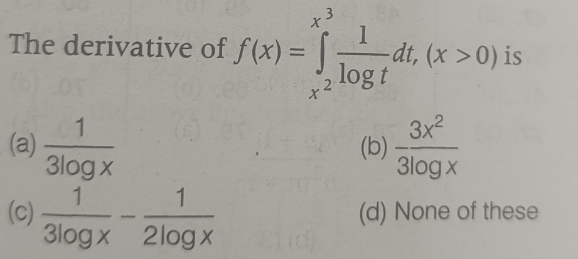 The derivative of f(x) = ∫_{x^2}^{x^3} \frac{1}{\log t} dt, (x > 0) is
(a) \frac{1}{3\log x} (b) \frac{3x^2}{3\log x}
(c) \frac{1}{3\log x} - \frac{1}{2\log x} (d) None of these